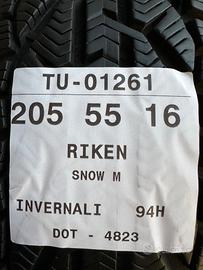 TU-01261
205 55 16
RIKEN
SNOW M
INVERNALI 94H
DOT - 4823